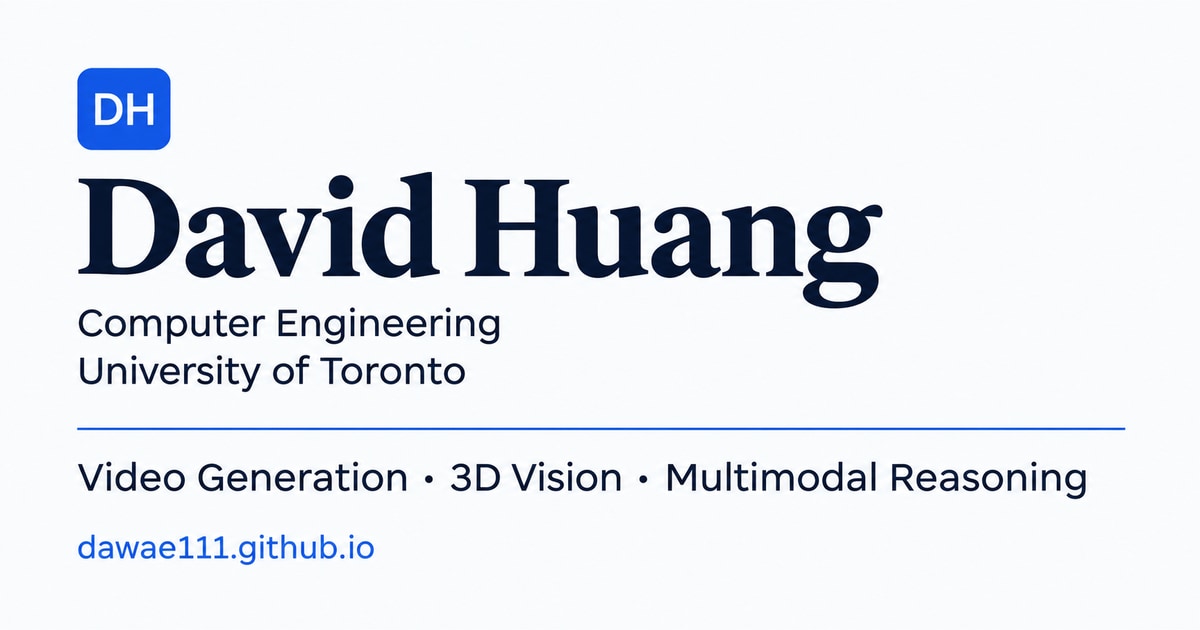 DH
David Huang
Computer Engineering
University of Toronto
Video Generation • 3D Vision • Multimodal Reasoning
dawae111.github.io